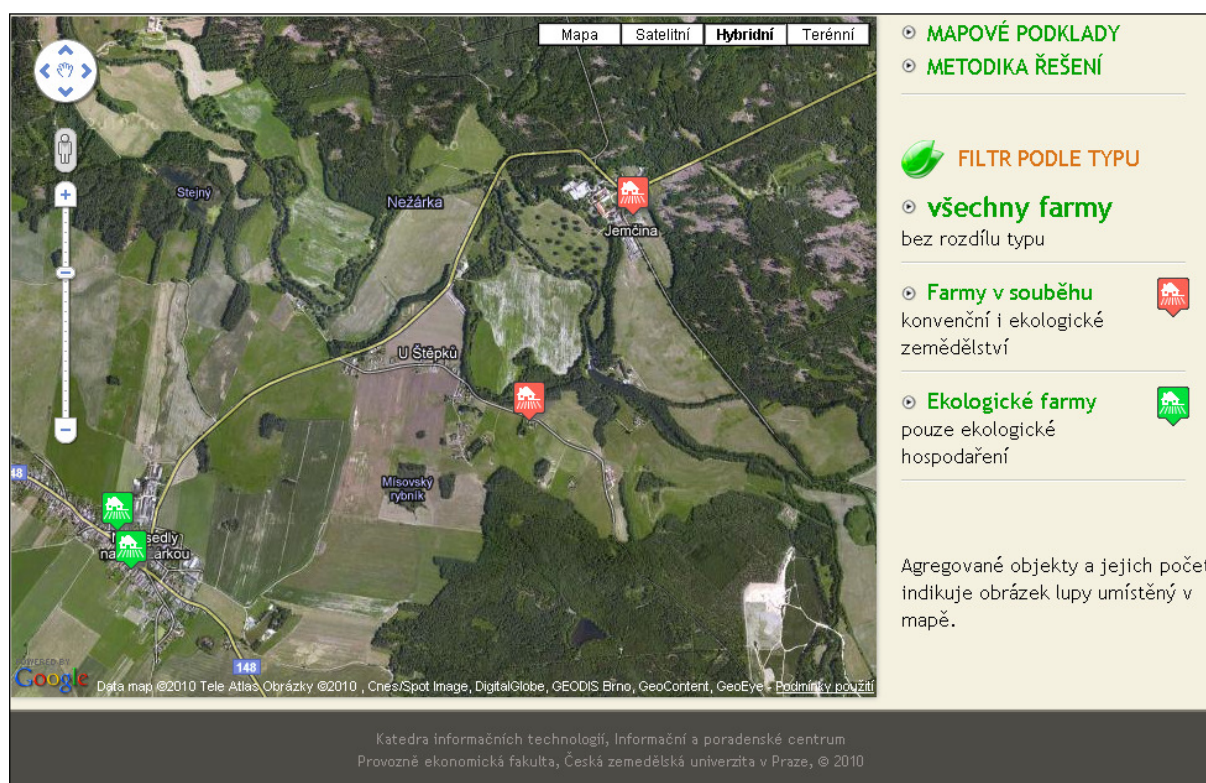 Mapa
Satelitní
Hybridní
Terénní
Stejný
Nežárka
Jemčina
U Štěpků
Mísovský
rybník
48
148
POWERED BY
Google
Data map ©2010 Tele Atlas Obrázky ©2010 , Cnes/Spot Image, DigitalGlobe, GEODIS Brno, GeoContent, GeoEye - Podmínky použití
MAPOVÉ PODKLADY
METODIKA ŘEŠENÍ
FILTR PODLE TYPU
všechny farmy
bez rozdílu typu
Farmy v souběhu
konvenční i ekologické
zemědělství
Ekologické farmy
pouze ekologické
hospodaření
Agregované objekty a jejich počet
indikuje obrázek lupy umístěný v
mapě.
Katedra informačních technologií, Informační a poradenské centrum
Provozně ekonomická fakulta, Česká zemědělská univerzita v Praze, © 2010